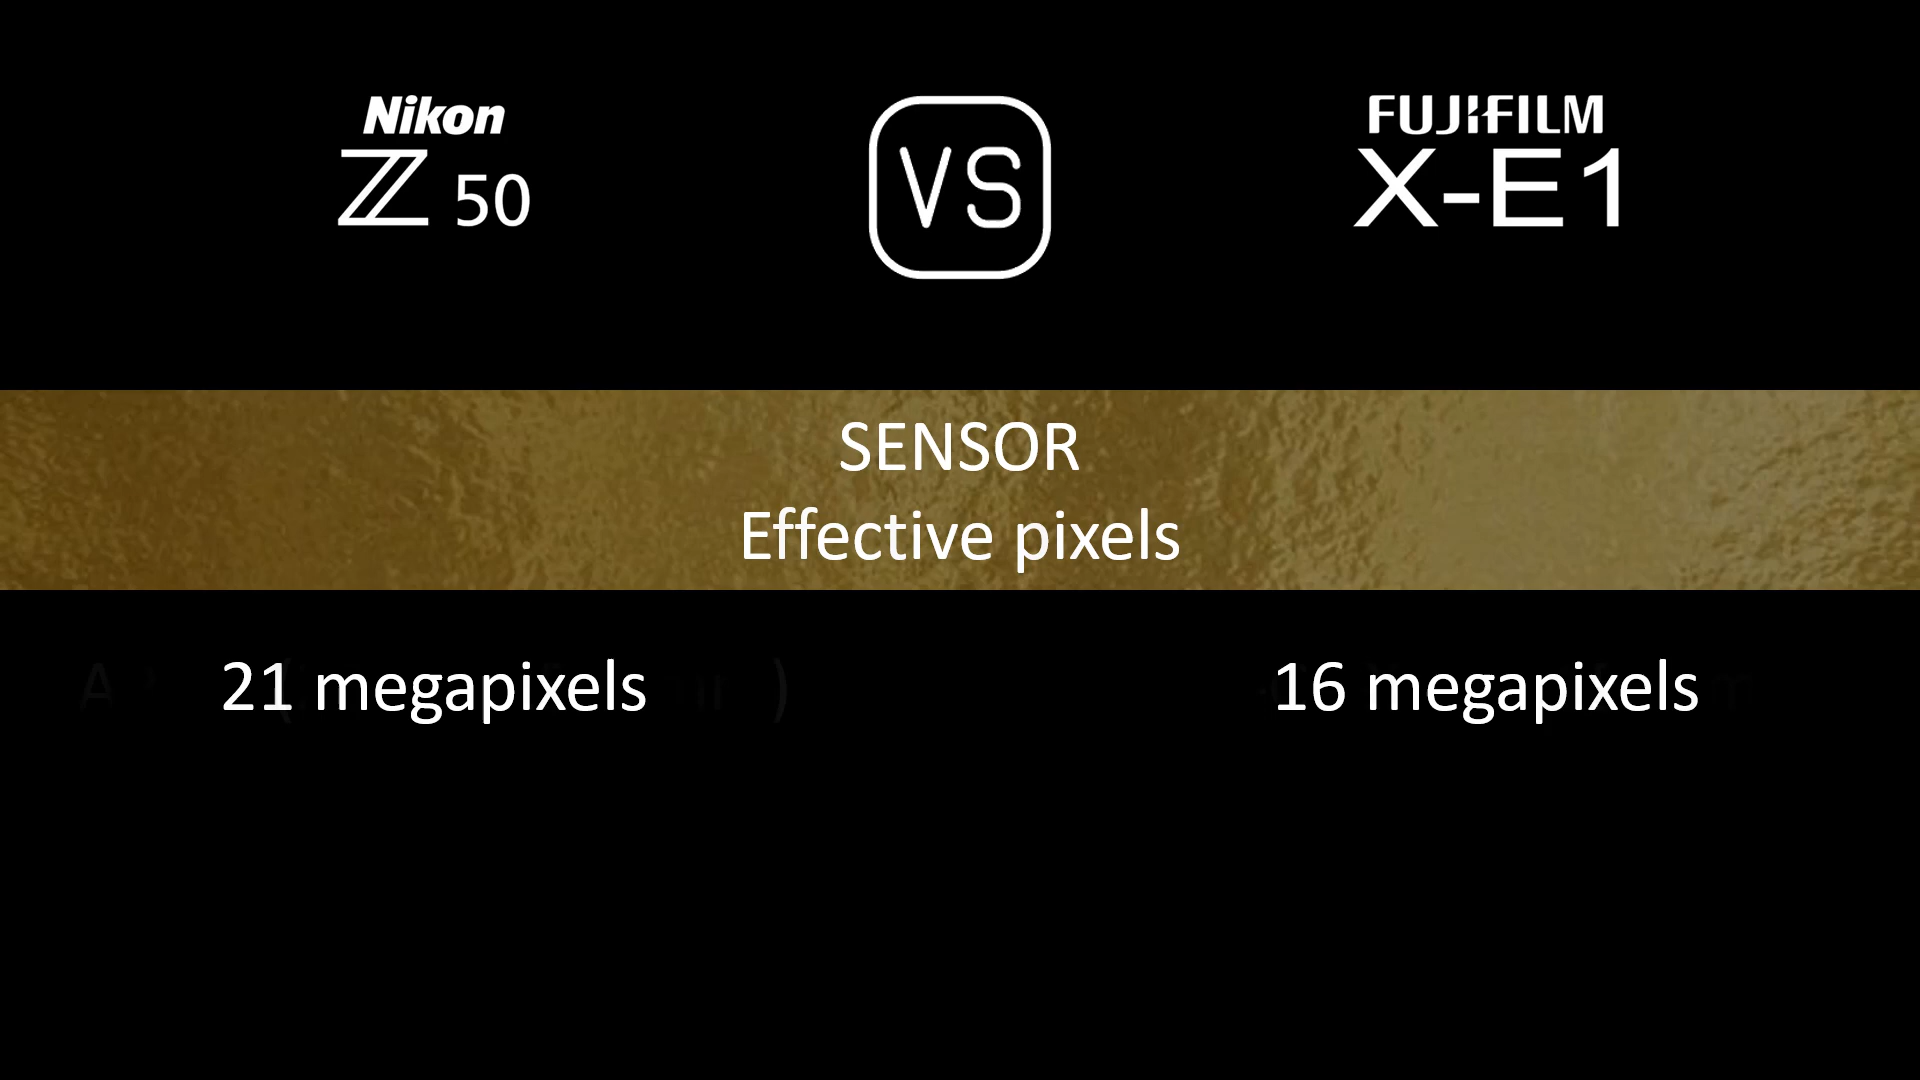 Nikon
Z 50
VS
FUJIFILM
X-E1
SENSOR
Effective pixels
21 megapixels
16 megapixels